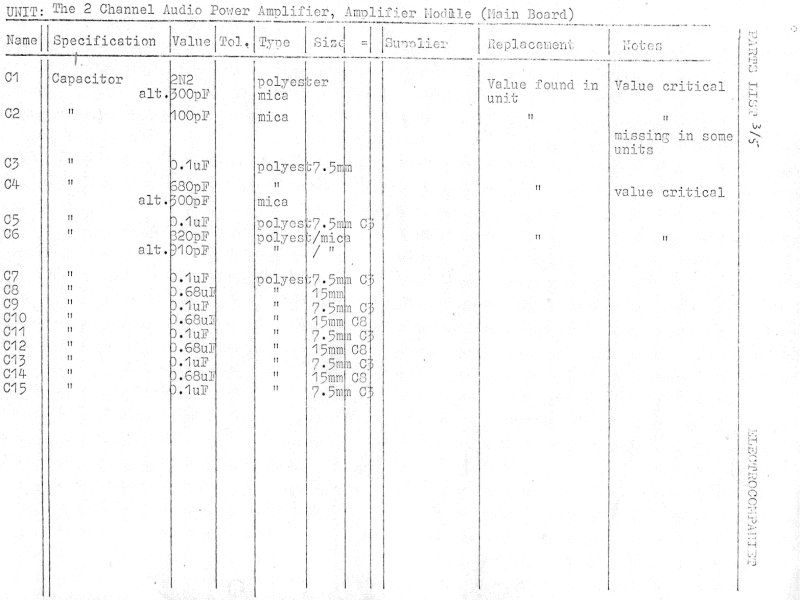 UNIT: The 2 Channel Audio Power Amplifier, Amplifier Module (Main Board)
Name Specification Value Tol. Type Size = Supplier Replacement Notes
C1 Capacitor 2N2 polyester Value found in Value critical
alt. 300pF mica unit
C2 " 100pF mica " "
missing in some
units
C3 " 0.1uF polyest 7.5mm
C4 " 680pF " " value critical
alt. 300pF mica
C5 " 0.1uF polyest 7.5mm C3
C6 " 820pF polyest/mica " "
alt. 910pF " / "
C7 " 0.1uF polyest 7.5mm C3
C8 " 0.68uF " 15mm
C9 " 0.1uF " 7.5mm C3
C10 " 0.68uF " 15mm C8
C11 " 0.1uF " 7.5mm C3
C12 " 0.68uF " 15mm C8
C13 " 0.1uF " 7.5mm C3
C14 " 0.68uF " 15mm C8
C15 " 0.1uF " 7.5mm C3
PARTS LIST 3/5
ELECTROCOMPANIET